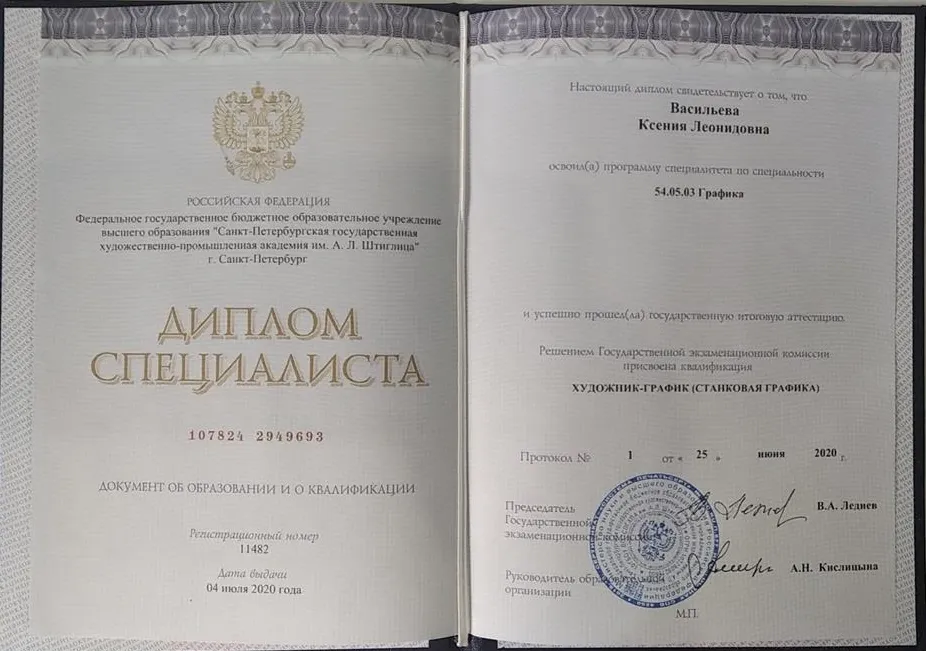 РОССИЙСКАЯ ФЕДЕРАЦИЯ
Федеральное государственное бюджетное образовательное учреждение
высшего образования "Санкт-Петербургская государственная
художественно-промышленная академия им. А. Л. Штиглица"
г. Санкт-Петербург
ДИПЛОМ
СПЕЦИАЛИСТА
107824 2949693
ДОКУМЕНТ ОБ ОБРАЗОВАНИИ И О КВАЛИФИКАЦИИ
Регистрационный номер
11482
Дата выдачи
04 июля 2020 года
Настоящий диплом свидетельствует о том, что
Васильева
Ксения Леонидовна
освоил(а) программу специалитета по специальности
54.05.03 Графика
и успешно прошел(ла) государственную итоговую аттестацию.
Решением Государственной экзаменационной комиссии
присвоена квалификация
ХУДОЖНИК-ГРАФИК (СТАНКОВАЯ ГРАФИКА)
Протокол № 1 от « 25 » июня 2020 г.
Председатель
Государственной
экзаменационной комиссии
В.А. Леднев
Руководитель образовательной
организации
А.Н. Кислицына
М.П.